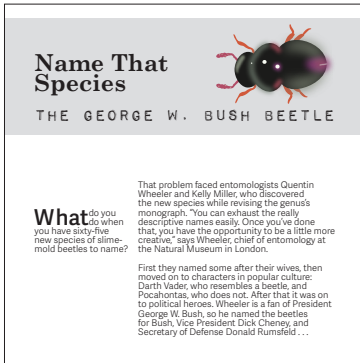 Name That
Species
THE GEORGE W. BUSH BEETLE
What do you
do when
you have sixty-five
new species of slime-
mold beetles to name?
That problem faced entomologists Quentin
Wheeler and Kelly Miller, who discovered
the new species while revising the genus's
monograph. "You can exhaust the really
descriptive names easily. Once you've done
that, you have the opportunity to be a little more
creative," says Wheeler, chief of entomology at
the Natural Museum in London.
First they named some after their wives, then
moved on to characters in popular culture:
Darth Vader, who resembles a beetle, and
Pocahontas, who does not. After that it was on
to political heroes. Wheeler is a fan of President
George W. Bush, so he named the beetles
for Bush, Vice President Dick Cheney, and
Secretary of Defense Donald Rumsfeld . . .